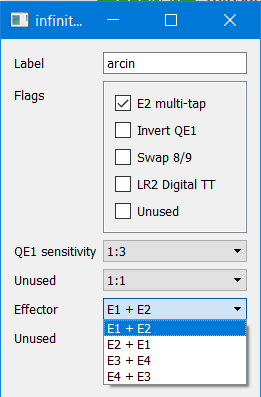 infinit...
Label arcin
Flags
E2 multi-tap
Invert QE1
Swap 8/9
LR2 Digital TT
Unused
QE1 sensitivity 1:3
Unused 1:1
Effector E1 + E2
E1 + E2
Unused
E2 + E1
E3 + E4
E4 + E3